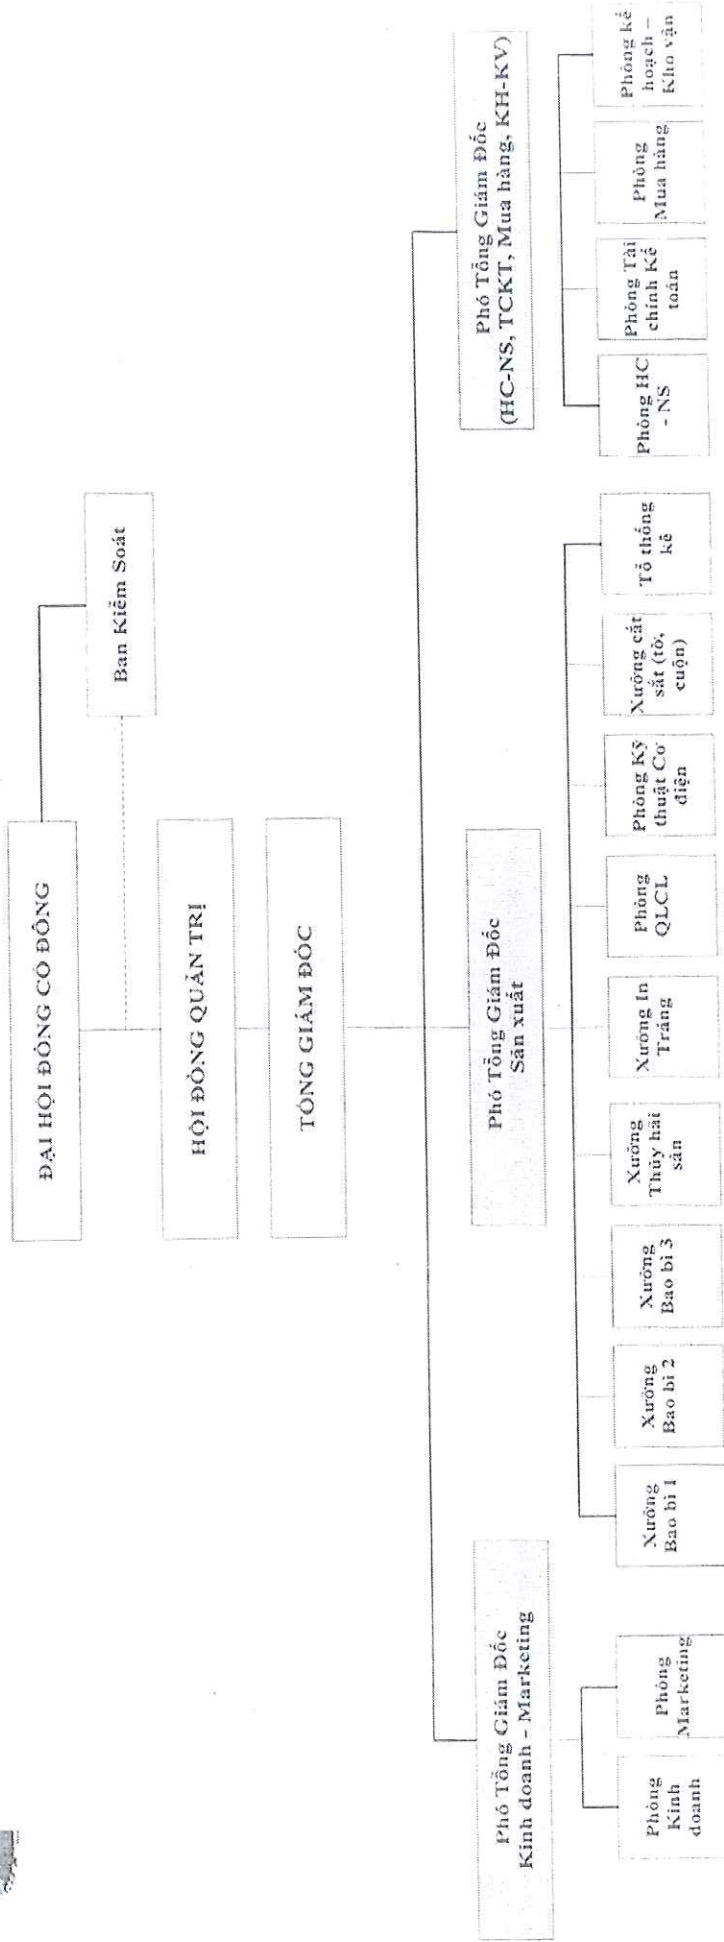 ĐẠI HỘI ĐỒNG CỔ ĐÔNG
Ban Kiểm Soát
HỘI ĐỒNG QUẢN TRỊ
TỔNG GIÁM ĐỐC
Phó Tổng Giám Đốc
Kinh doanh - Marketing
Phó Tổng Giám Đốc
Sản xuất
Phó Tổng Giám Đốc
(HC-NS, TCKT, Mua hàng, KH-KV)
Phòng
Kinh
doanh
Phòng
Marketing
Xưởng
Bao bì 1
Xưởng
Bao bì 2
Xưởng
Bao bì 3
Xưởng
Thủy hải
sản
Xưởng In
Tráng
Phòng
QLCL
Phòng Kỹ
thuật Cơ
điện
Xưởng cắt
sắt (tờ,
cuộn)
Tổ thống
kê
Phòng HC
- NS
Phòng Tài
chính Kế
toán
Phòng
Mua hàng
Phòng kế
hoạch –
Kho vận